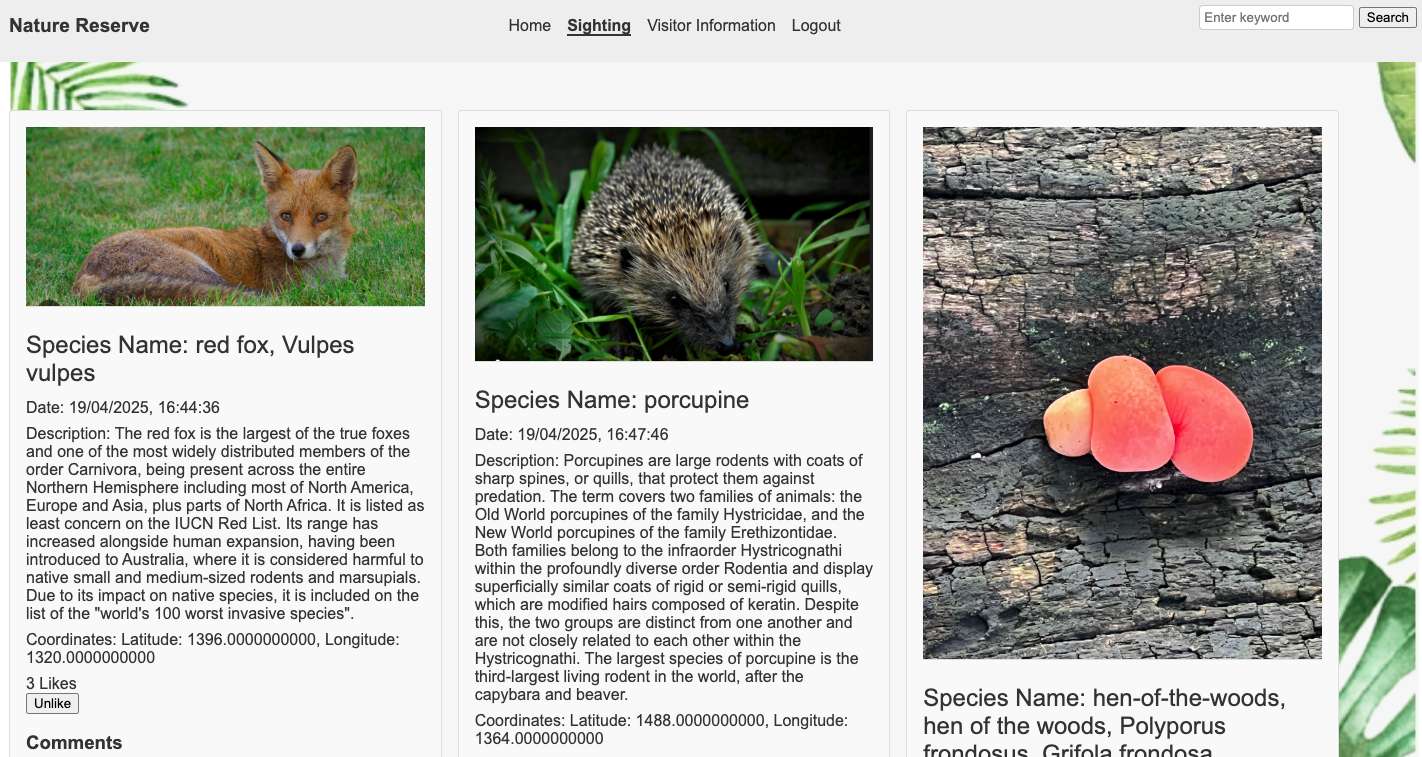 Nature Reserve
Home Sighting Visitor Information Logout
Enter keyword Search
Species Name: red fox, Vulpes
vulpes
Date: 19/04/2025, 16:44:36
Description: The red fox is the largest of the true foxes
and one of the most widely distributed members of the
order Carnivora, being present across the entire
Northern Hemisphere including most of North America,
Europe and Asia, plus parts of North Africa. It is listed as
least concern on the IUCN Red List. Its range has
increased alongside human expansion, having been
introduced to Australia, where it is considered harmful to
native small and medium-sized rodents and marsupials.
Due to its impact on native species, it is included on the
list of the "world's 100 worst invasive species".
Coordinates: Latitude: 1396.0000000000, Longitude:
1320.0000000000
3 Likes
Unlike
Comments
Species Name: porcupine
Date: 19/04/2025, 16:47:46
Description: Porcupines are large rodents with coats of
sharp spines, or quills, that protect them against
predation. The term covers two families of animals: the
Old World porcupines of the family Hystricidae, and the
New World porcupines of the family Erethizontidae.
Both families belong to the infraorder Hystricognathi
within the profoundly diverse order Rodentia and display
superficially similar coats of rigid or semi-rigid quills,
which are modified hairs composed of keratin. Despite
this, the two groups are distinct from one another and
are not closely related to each other within the
Hystricognathi. The largest species of porcupine is the
third-largest living rodent in the world, after the
capybara and beaver.
Coordinates: Latitude: 1488.0000000000, Longitude:
1364.0000000000
Species Name: hen-of-the-woods,
hen of the woods, Polyporus
frondosus, Grifola frondosa